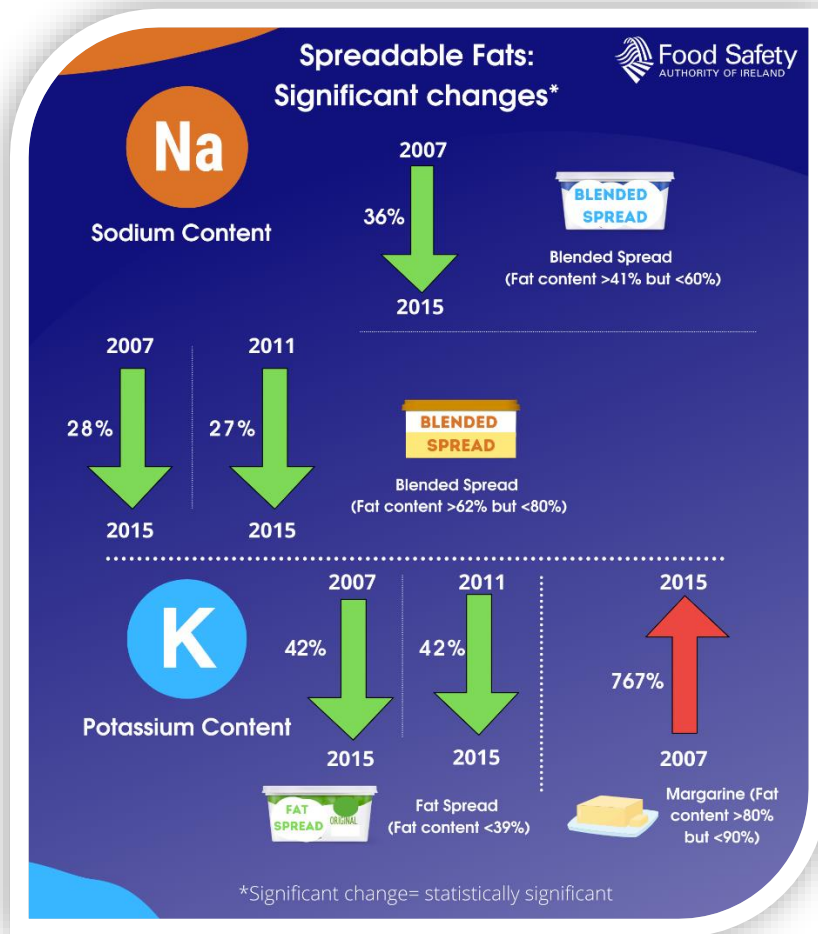 Spreadable Fats:
Significant changes*
Food Safety
AUTHORITY OF IRELAND
Na
Sodium Content
2007
36%
2015
BLENDED
SPREAD
Blended Spread
(Fat content >41% but <60%)
2007
28%
2015
2011
27%
2015
BLENDED
SPREAD
Blended Spread
(Fat content >62% but <80%)
K
Potassium Content
2007
42%
2015
2011
42%
2015
FAT
SPREAD
ORIGINAL
Fat Spread
(Fat content <39%)
2015
767%
2007
Margarine (Fat
content >80%
but <90%)
*Significant change= statistically significant